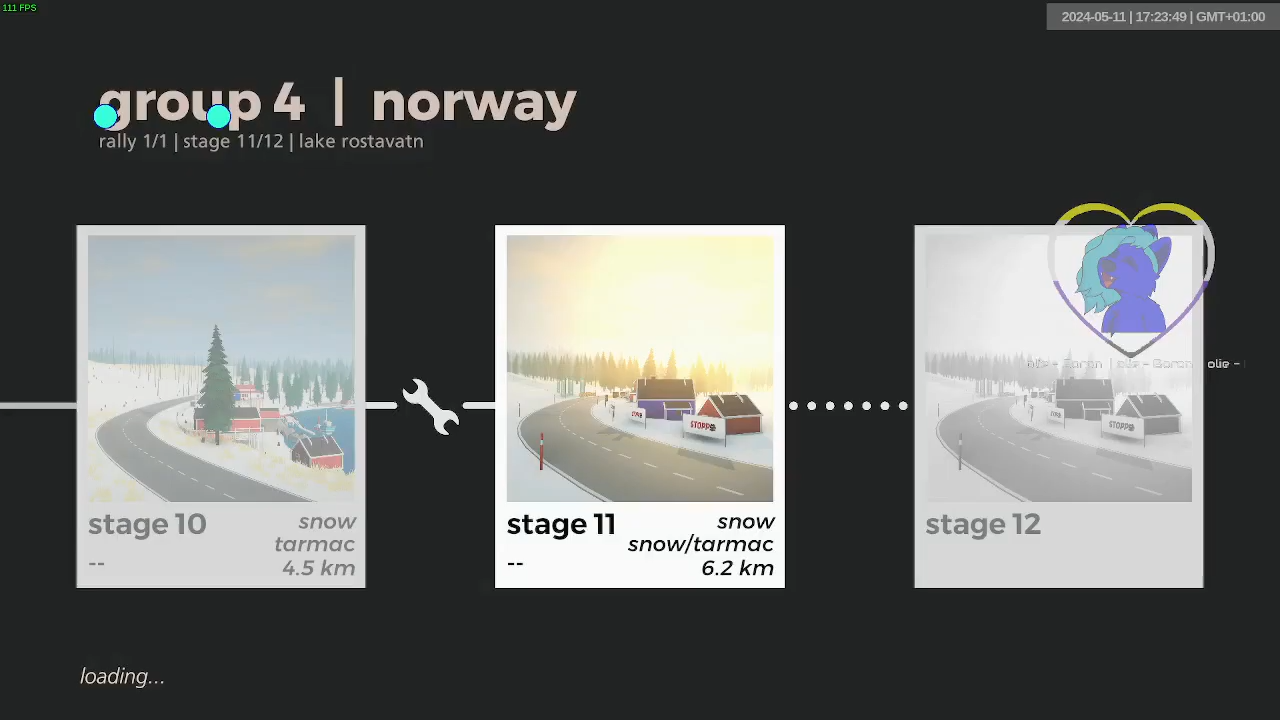 111 FPS
2024-05-11 | 17:23:49 | GMT+01:00
group 4 | norway
rally 1/1 | stage 11/12 | lake rostavatn
STOPP
STOPP
stage 10
snow
tarmac
4.5 km
--
stage 11
snow
snow/tarmac
6.2 km
--
stage 12
loading...